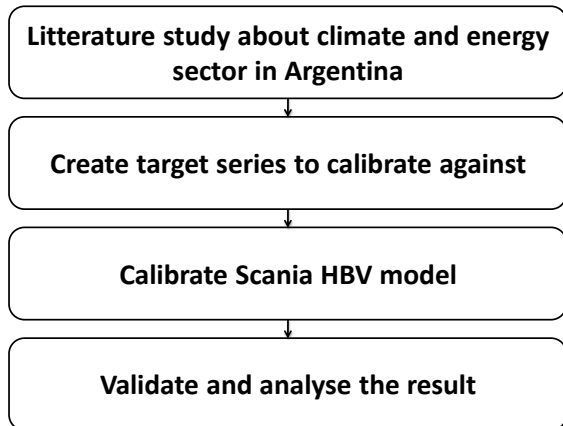 Litterature study about climate and energy
sector in Argentina
Create target series to calibrate against
Calibrate Scania HBV model
Validate and analyse the result